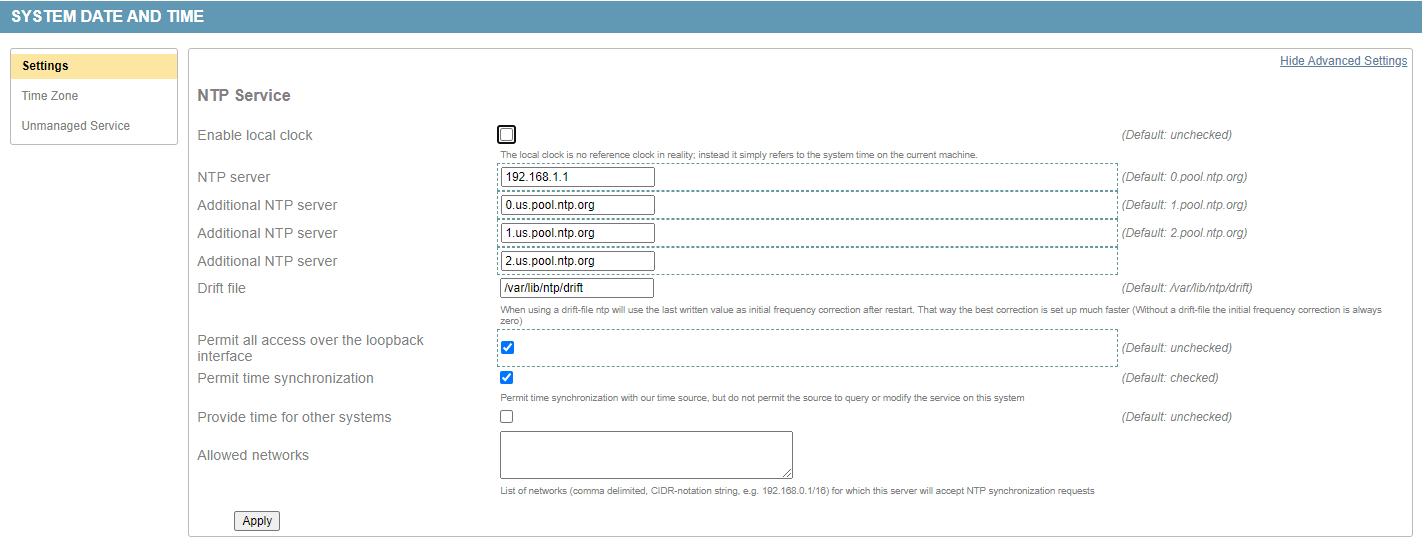 SYSTEM DATE AND TIME
Settings
Time Zone
Unmanaged Service
Hide Advanced Settings
NTP Service
Enable local clock
(Default: unchecked)
The local clock is no reference clock in reality; instead it simply refers to the system time on the current machine.
NTP server
192.168.1.1
(Default: 0.pool.ntp.org)
Additional NTP server
0.us.pool.ntp.org
(Default: 1.pool.ntp.org)
Additional NTP server
1.us.pool.ntp.org
(Default: 2.pool.ntp.org)
Additional NTP server
2.us.pool.ntp.org
Drift file
/var/lib/ntp/drift
(Default: /var/lib/ntp/drift)
When using a drift-file ntp will use the last written value as initial frequency correction after restart. That way the best correction is set up much faster (Without a drift-file the initial frequency correction is always
zero)
Permit all access over the loopback
interface
(Default: unchecked)
Permit time synchronization
(Default: checked)
Permit time synchronization with our time source, but do not permit the source to query or modify the service on this system
Provide time for other systems
(Default: unchecked)
Allowed networks
List of networks (comma delimited, CIDR-notation string, e.g. 192.168.0.1/16) for which this server will accept NTP synchronization requests
Apply